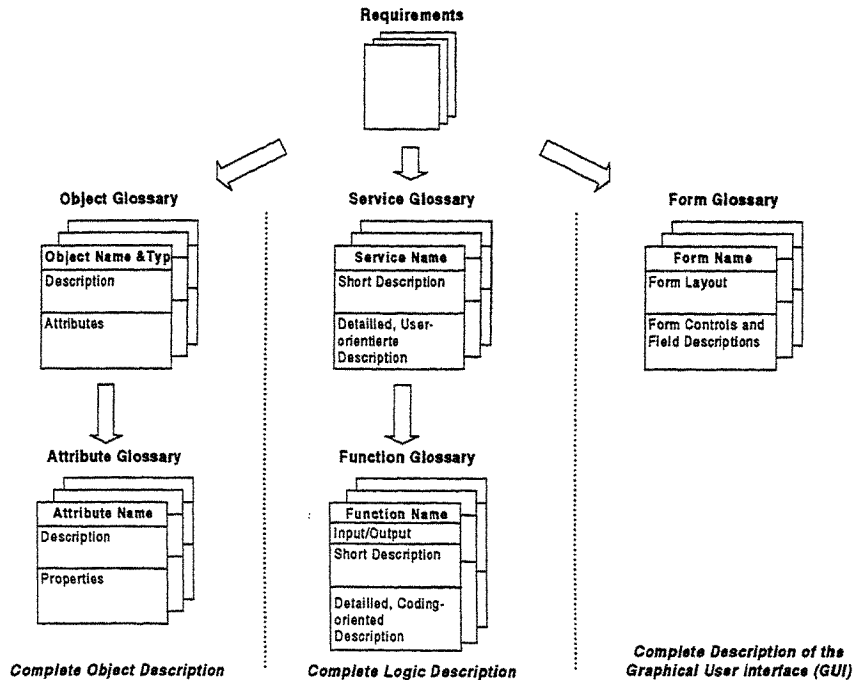 Requirements
Object Glossary
Object Name &Typ
Description
Attributes
Attribute Glossary
Attribute Name
Description
Properties
Complete Object Description
Service Glossary
Service Name
Short Description
Detailled, User-
orientierte
Description
Function Glossary
Function Name
Input/Output
Short Description
Detailled, Coding-
oriented
Description
Complete Logic Description
Form Glossary
Form Name
Form Layout
Form Controls and
Field Descriptions
Complete Description of the
Graphical User interface (GUI)